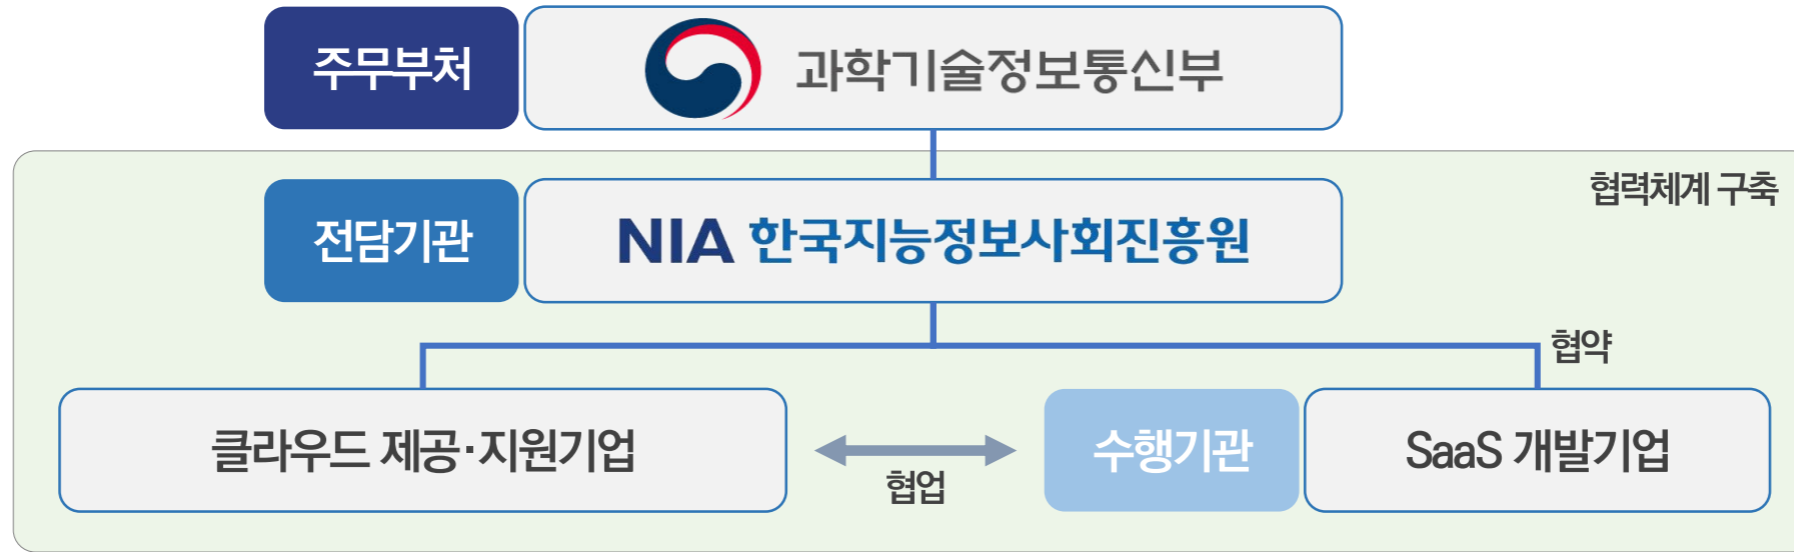 주무부처
과학기술정보통신부
협력체계 구축
전담기관
NIA 한국지능정보사회진흥원
협약
클라우드 제공·지원기업
협업
수행기관
SaaS 개발기업